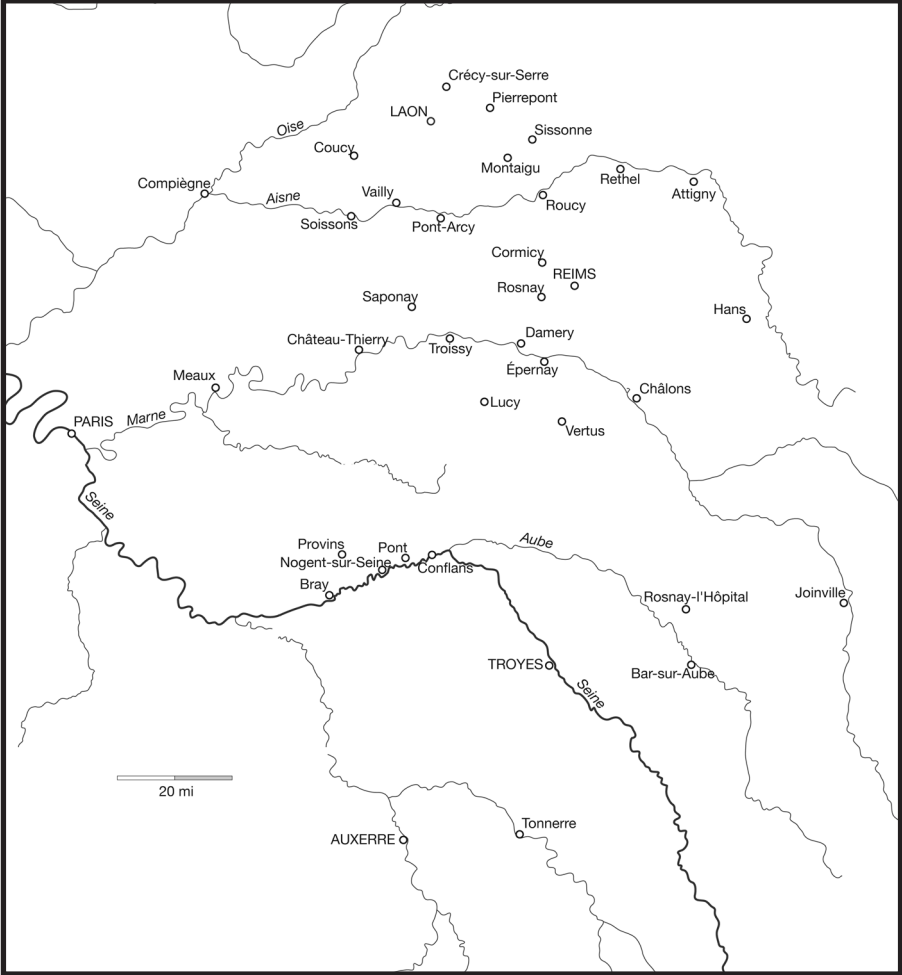 Crécy-sur-Serre
Pierrepont
LAON
Oise
Sissonne
Coucy
Montaigu
Compiègne
Rethel
Attigny
Aisne
Vailly
Roucy
Soissons
Pont-Arcy
Cormicy
REIMS
Rosnay
Saponay
Hans
Château-Thierry
Damery
Troissy
Épernay
Meaux
Châlons
Lucy
Marne
PARIS
Vertus
Seine
Provins
Pont
Aube
Nogent-sur-Seine
Conflans
Bray
Rosnay-l'Hôpital
Joinville
TROYES
Bar-sur-Aube
Seine
20 mi
Tonnerre
AUXERRE